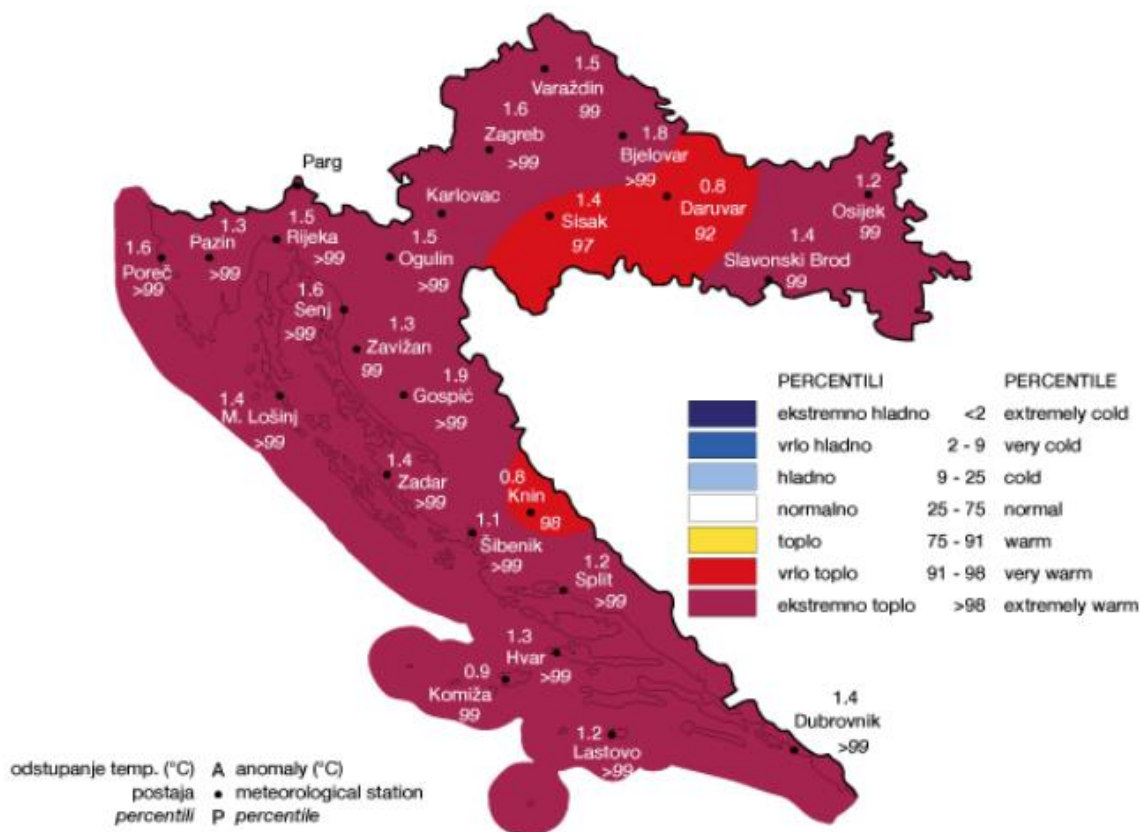 1.5
Varaždin
99
1.6
Zagreb
>99
1.8
Bjelovar
>99
Parg
Karlovac
1.4
Sisak
97
0.8
Daruvar
92
1.2
Osijek
99
1.4
Slavonski Brod
99
1.6
Poreč
>99
1.3
Pazin
>99
1.5
Rijeka
>99
1.5
Ogulin
>99
1.6
Senj
>99
1.3
Zavižan
99
1.9
Gospić
>99
1.4
M. Lošinj
>99
1.4
Zadar
>99
0.8
Knin
98
1.1
Šibenik
>99
1.2
Split
>99
1.3
Hvar
>99
0.9
Komiža
99
1.2
Lastovo
>99
1.4
Dubrovnik
>99
PERCENTILI PERCENTILE
ekstremno hladno <2 extremely cold
vrlo hladno 2 - 9 very cold
hladno 9 - 25 cold
normalno 25 - 75 normal
toplo 75 - 91 warm
vrlo toplo 91 - 98 very warm
ekstremno toplo >98 extremely warm
odstupanje temp. (°C) A anomaly (°C)
postaja • meteorological station
percentili P percentile